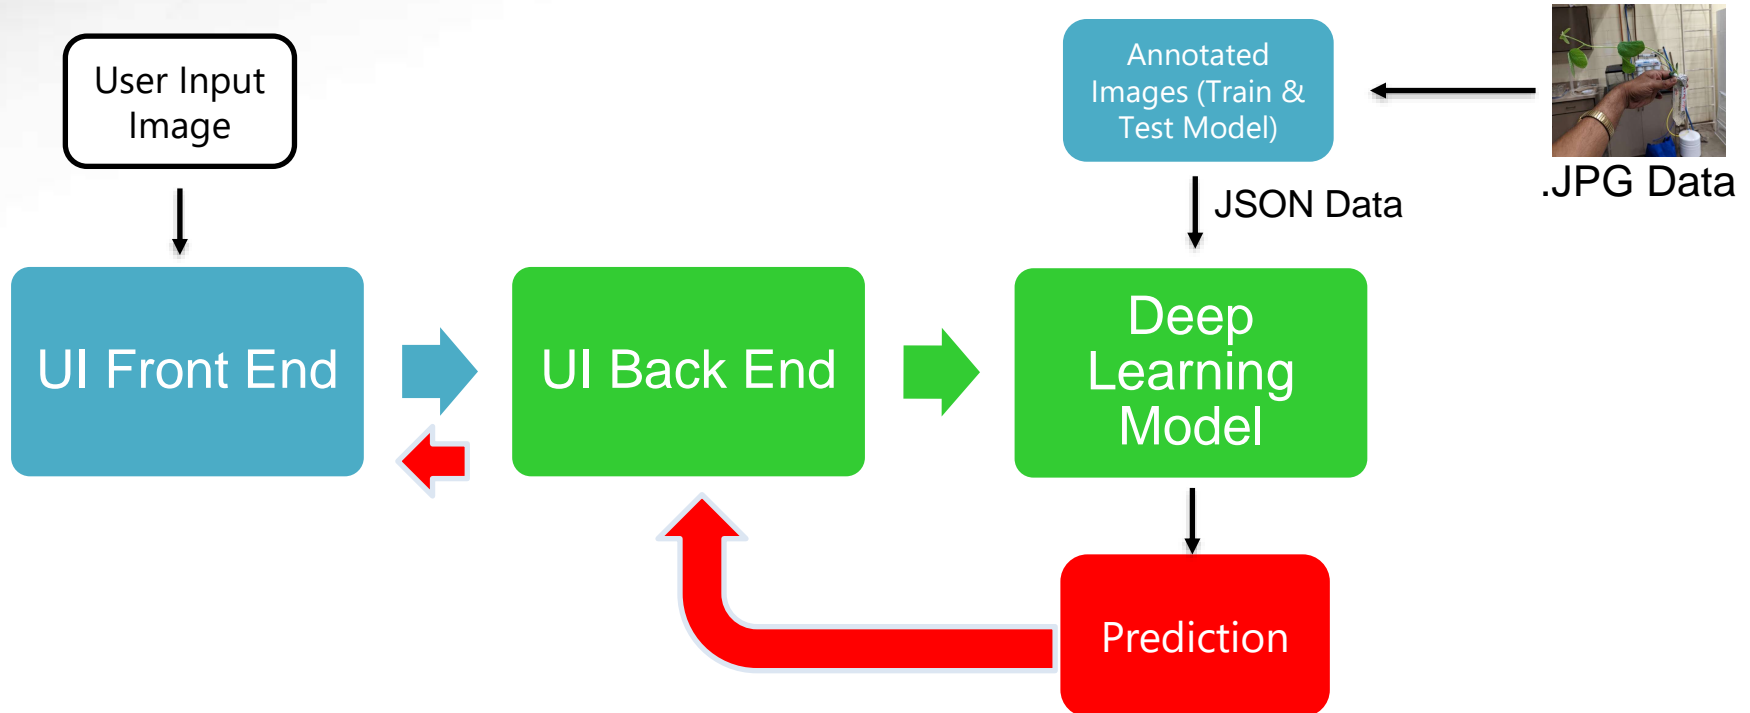 User Input
Image
Annotated
Images (Train &
Test Model)
.JPG Data
JSON Data
UI Front End
UI Back End
Deep
Learning
Model
Prediction